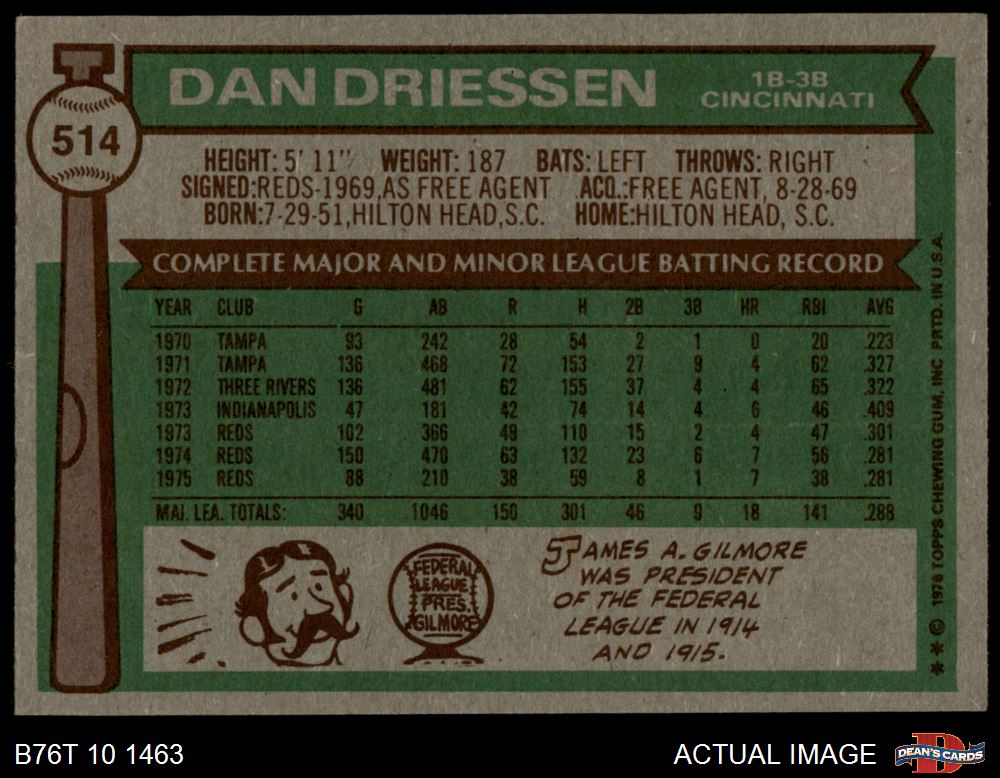 DAN DRIESSEN
1B-3B
CINCINNATI
514
HEIGHT: 5' 11" WEIGHT: 187 BATS: LEFT THROWS: RIGHT
SIGNED:REDS-1969,AS FREE AGENT ACQ.:FREE AGENT, 8-28-69
BORN:7-29-51,HILTON HEAD,S.C. HOME:HILTON HEAD, S.C.
COMPLETE MAJOR AND MINOR LEAGUE BATTING RECORD
YEAR CLUB G AB R H 2B 3B HR RBI AVG
1970 TAMPA 93 242 28 54 2 1 0 20 .223
1971 TAMPA 136 468 72 153 27 9 4 62 .327
1972 THREE RIVERS 136 481 62 155 37 4 4 65 .322
1973 INDIANAPOLIS 47 181 42 74 14 4 6 46 .409
1973 REDS 102 366 49 110 15 2 4 47 .301
1974 REDS 150 470 63 132 23 6 7 56 .281
1975 REDS 88 210 38 59 8 1 7 38 .281
MAJ. LEA. TOTALS: 340 1046 150 301 46 9 18 141 .288
FEDERAL
LEAGUE
PRES.
GILMORE
JAMES A. GILMORE
WAS PRESIDENT
OF THE FEDERAL
LEAGUE IN 1914
AND 1915.
** © 1976 TOPPS CHEWING GUM, INC PRTD. IN U.S.A.
B76T 10 1463
ACTUAL IMAGE
DEAN'S CARDS